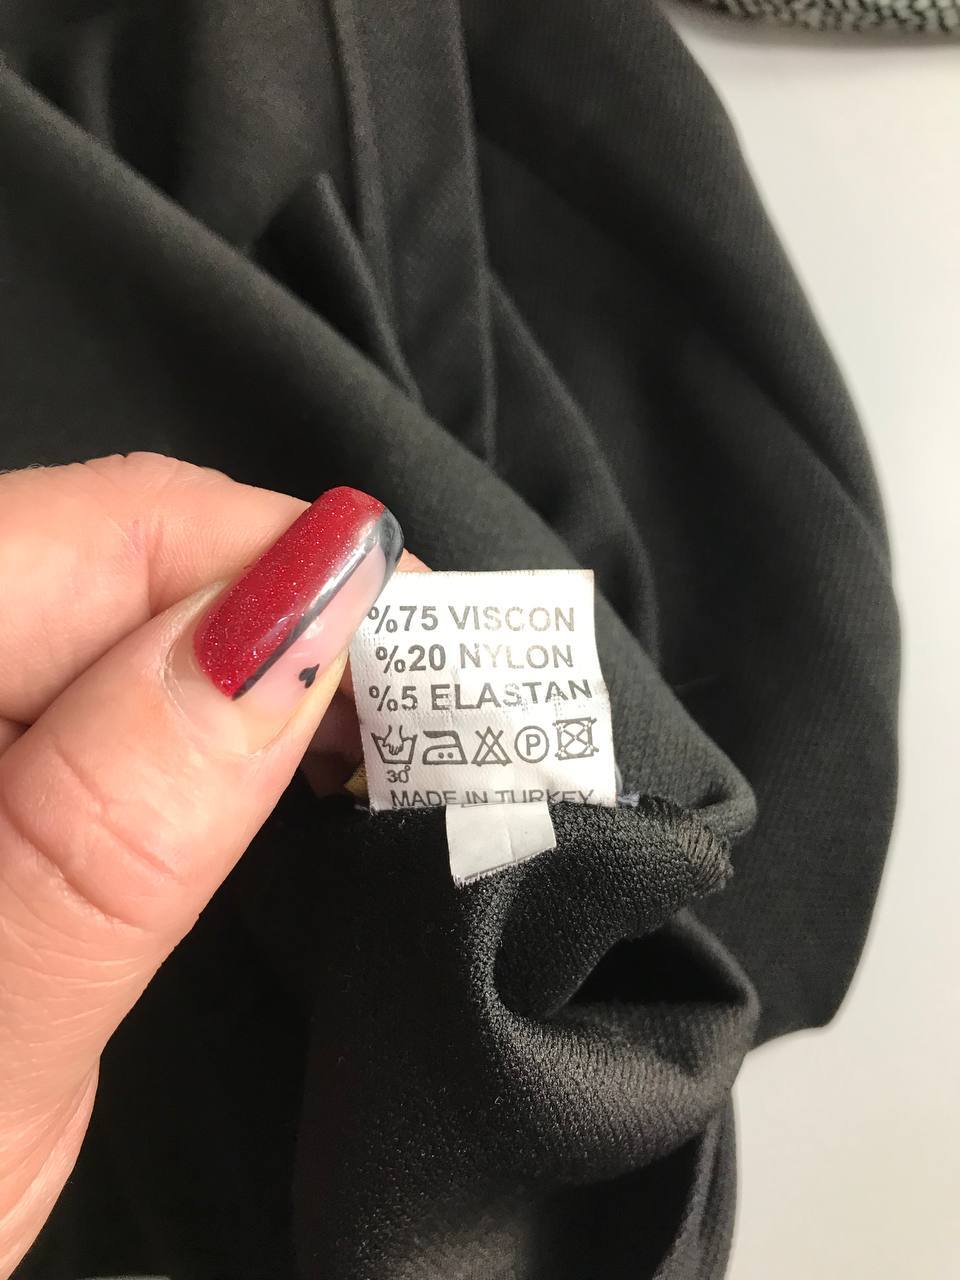 %75 VISCON
%20 NYLON
%5 ELASTAN
P
30°
MADE IN TURKEY